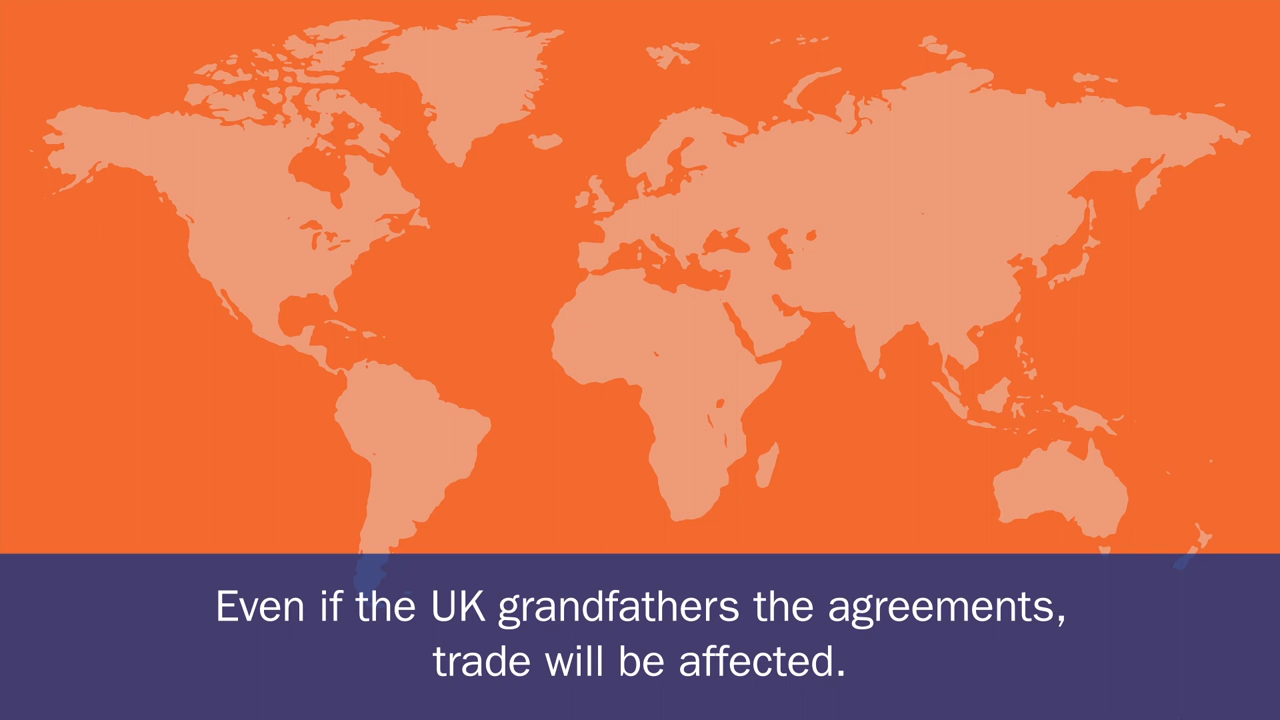 Even if the UK grandfathers the agreements,
trade will be affected.